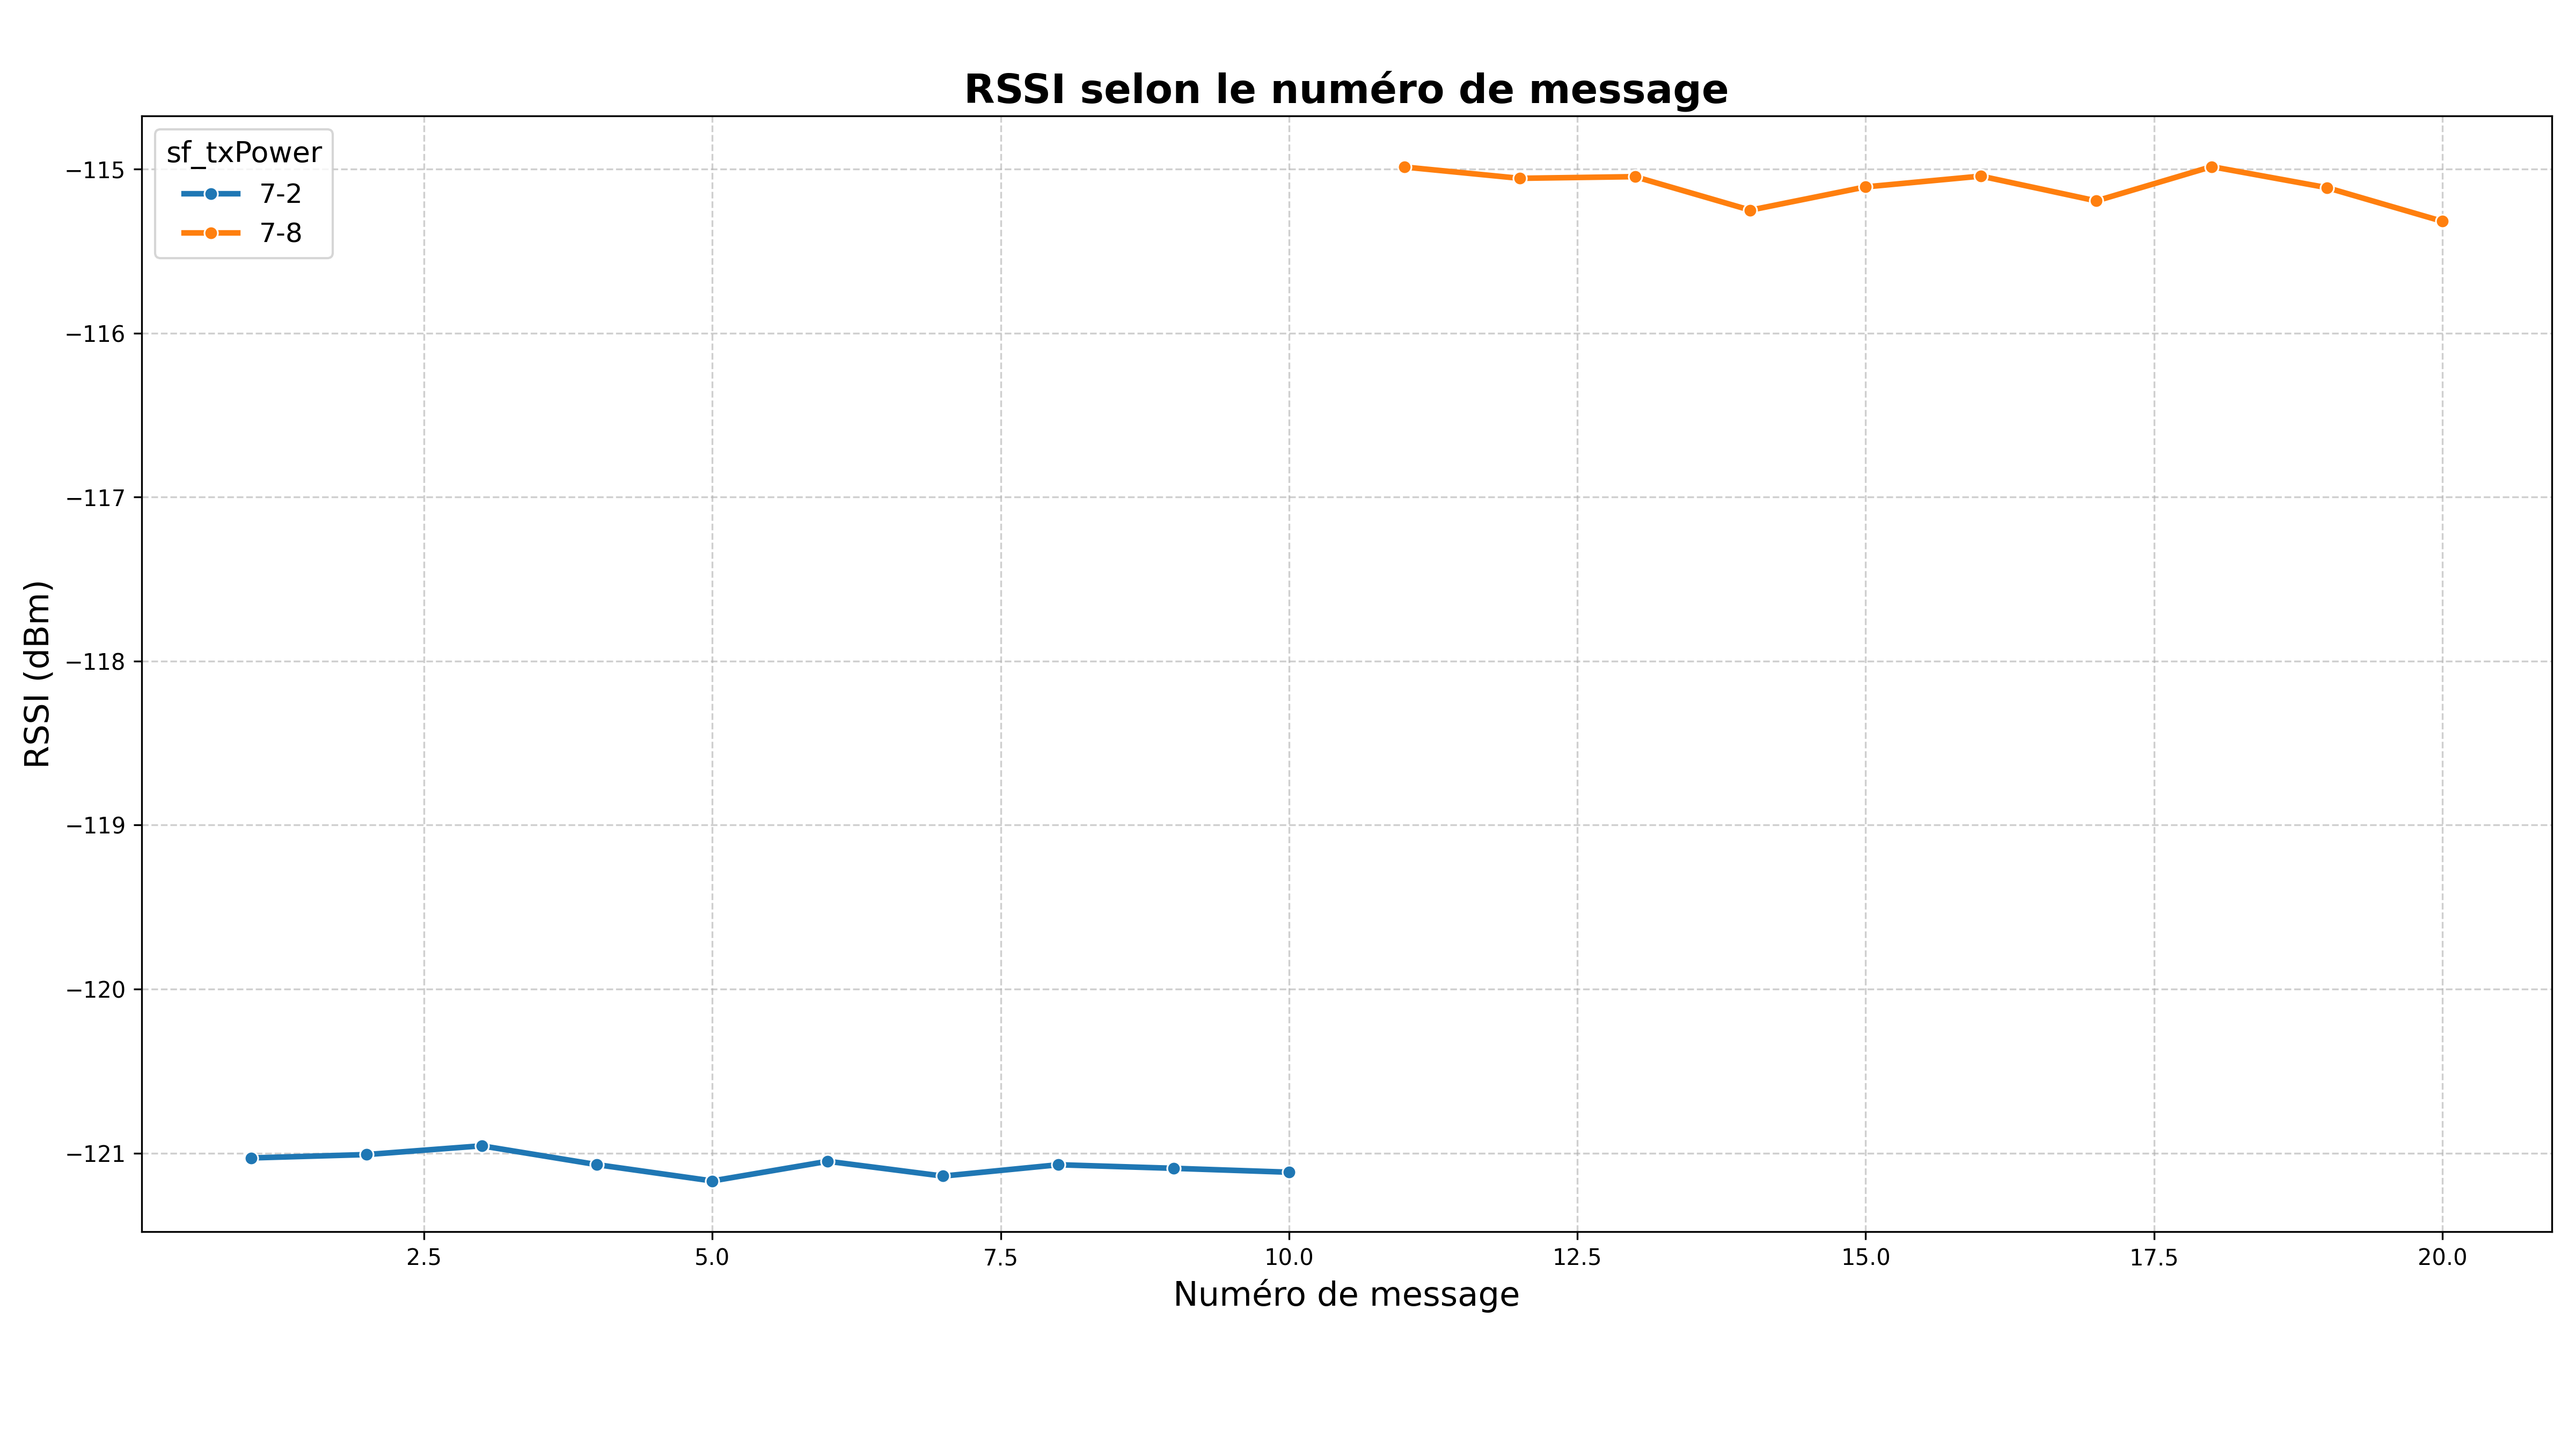 RSSI selon le numéro de message
sf_txPower
7-2
7-8
−115
−116
−117
−118
−119
−120
−121
RSSI (dBm)
2.5 5.0 7.5 10.0 12.5 15.0 17.5 20.0
Numéro de message